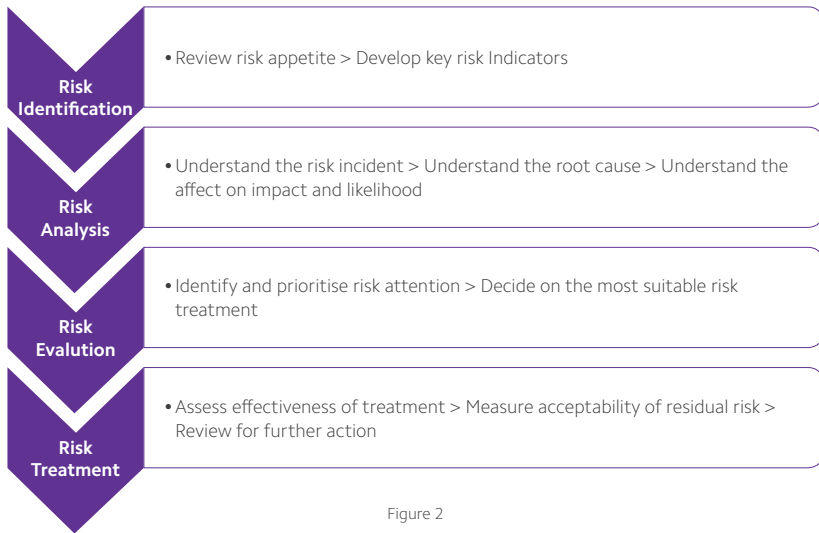 Risk
Identification
• Review risk appetite > Develop key risk Indicators
Risk
Analysis
• Understand the risk incident > Understand the root cause > Understand the
affect on impact and likelihood
Risk
Evalution
• Identify and prioritise risk attention > Decide on the most suitable risk
treatment
Risk
Treatment
• Assess effectiveness of treatment > Measure acceptability of residual risk >
Review for further action
Figure 2